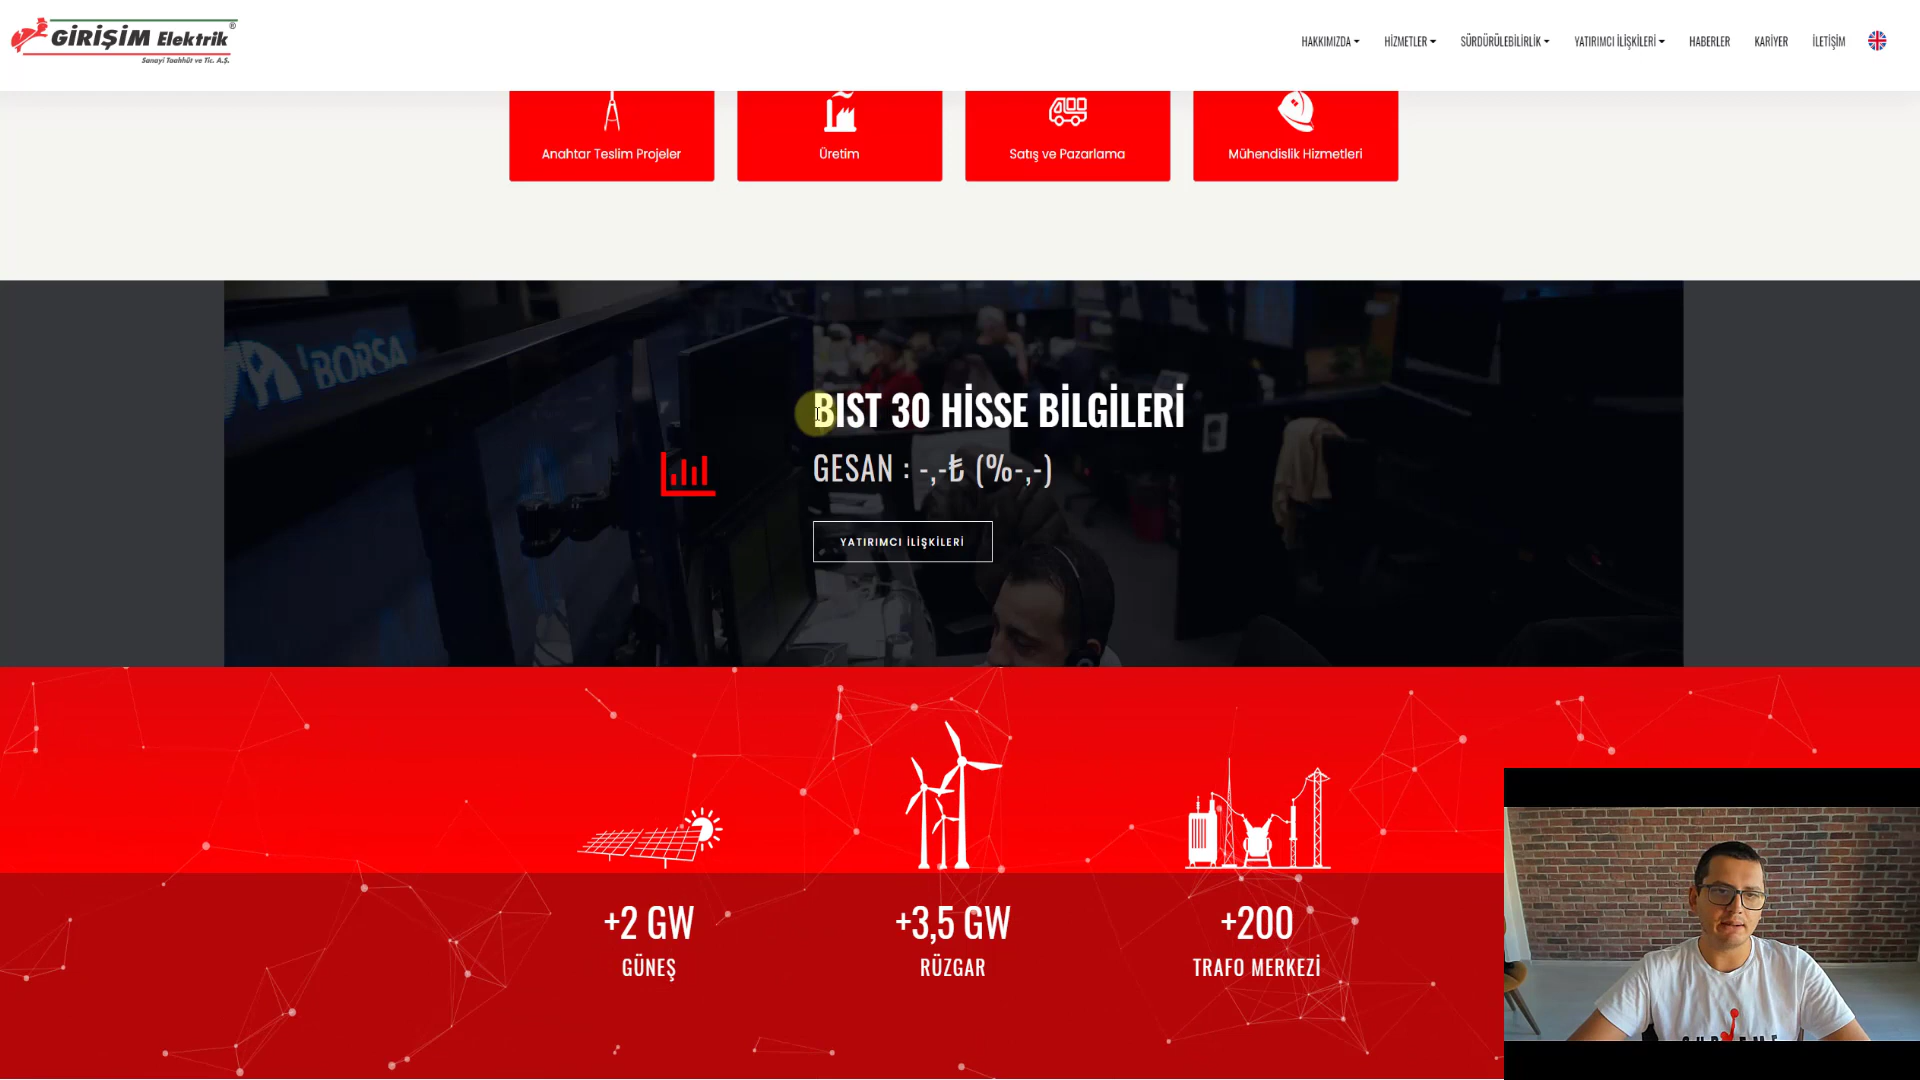 GİRİŞİM Elektrik®
Sanayi Taahhüt ve Tic. A.Ş.
HAKKIMIZDA HİZMETLER SÜRDÜRÜLEBİLİRLİK YATIRIMCI İLİŞKİLERİ HABERLER KARİYER İLETİŞİM
Anahtar Teslim Projeler Üretim Satış ve Pazarlama Mühendislik Hizmetleri
BORSA
BIST 30 HİSSE BİLGİLERİ
GESAN : -,-₺ (%-,-)
YATIRIMCI İLİŞKİLERİ
+2 GW +3,5 GW +200
GÜNEŞ RÜZGAR TRAFO MERKEZİ